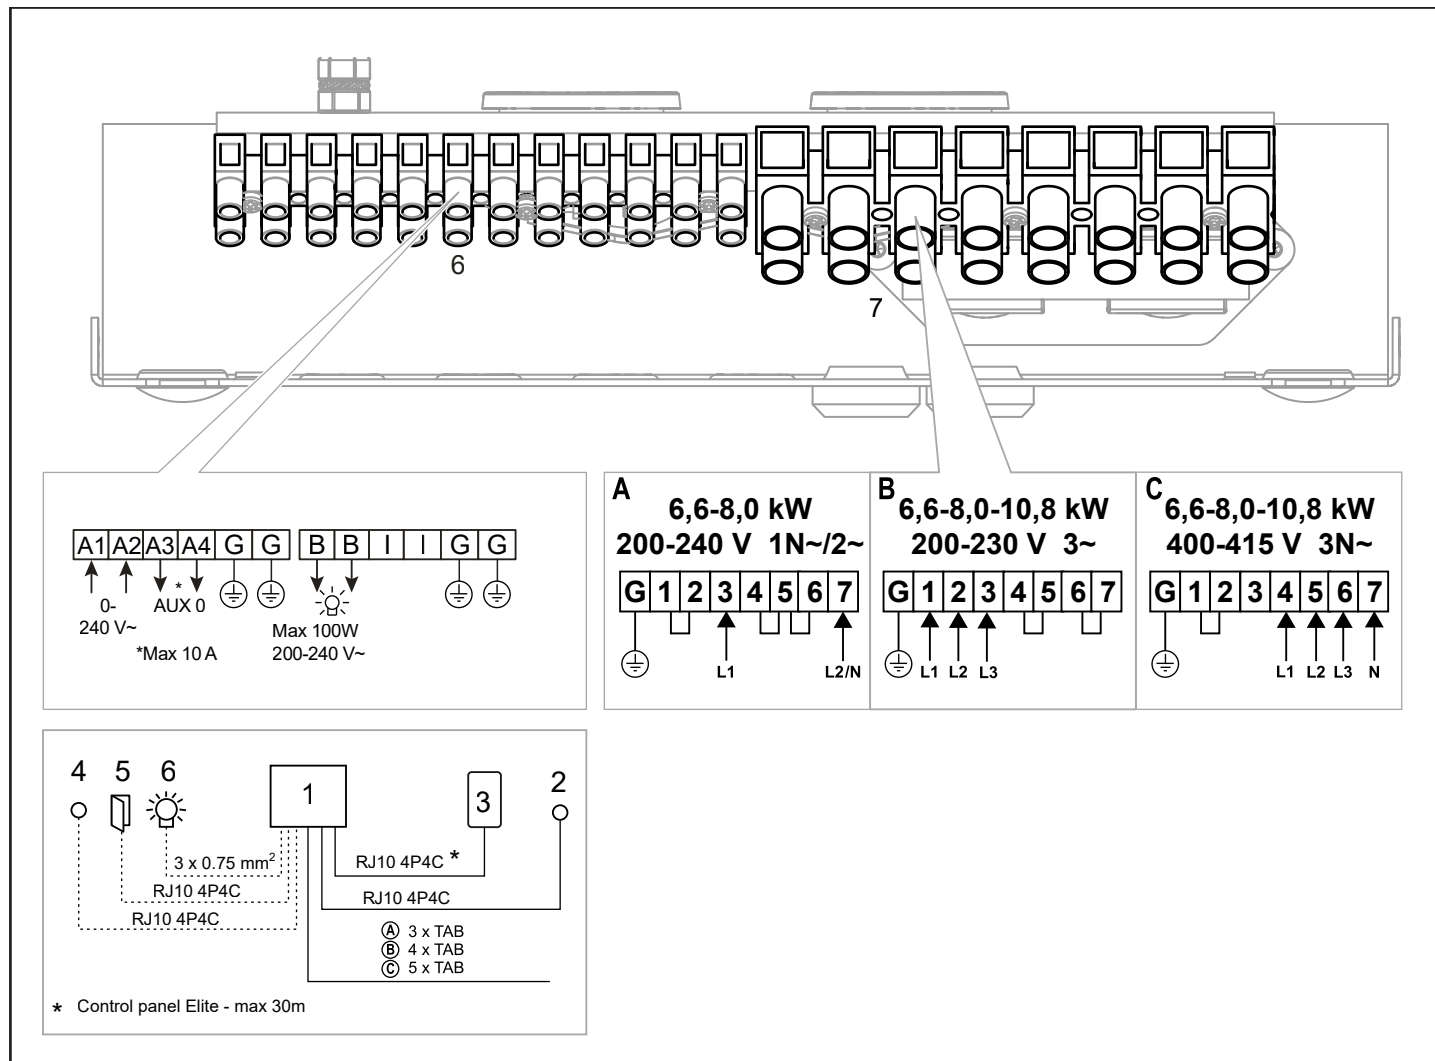 6
7
A1 A2 A3 A4 G G B B I I G G
0-
240 V~
*
AUX 0
*Max 10 A
Max 100W
200-240 V~
A
6,6-8,0 kW
200-240 V 1N~/2~
G 1 2 3 4 5 6 7
L1 L2/N
B
6,6-8,0-10,8 kW
200-230 V 3~
G 1 2 3 4 5 6 7
L1 L2 L3
C
6,6-8,0-10,8 kW
400-415 V 3N~
G 1 2 3 4 5 6 7
L1 L2 L3 N
4 5 6 1 3 2
3 x 0.75 mm²
RJ10 4P4C *
RJ10 4P4C
RJ10 4P4C
RJ10 4P4C
Ⓐ 3 x TAB
Ⓑ 4 x TAB
Ⓒ 5 x TAB
* Control panel Elite - max 30m